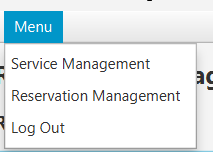 Menu
Service Management
Reservation Management
Log Out